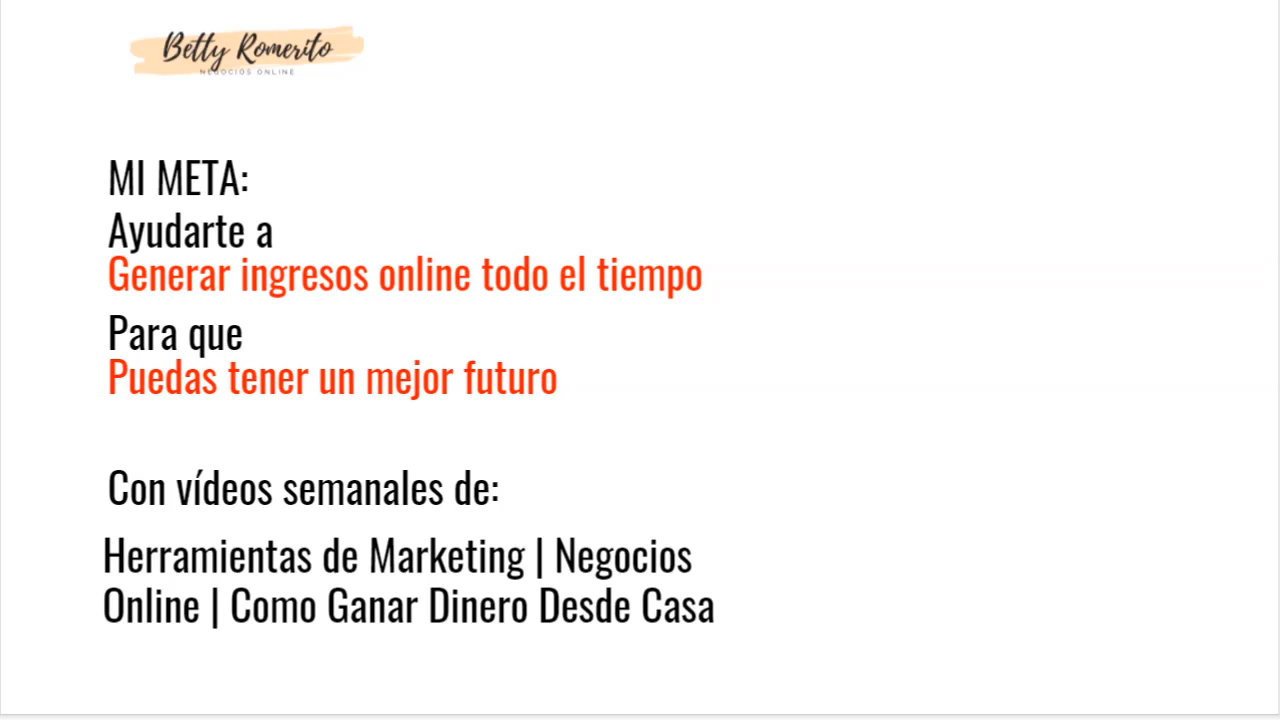 Betty Romerito
NEGOCIOS ONLINE
MI META:
Ayudarte a
Generar ingresos online todo el tiempo
Para que
Puedas tener un mejor futuro
Con vídeos semanales de:
Herramientas de Marketing | Negocios
Online | Como Ganar Dinero Desde Casa